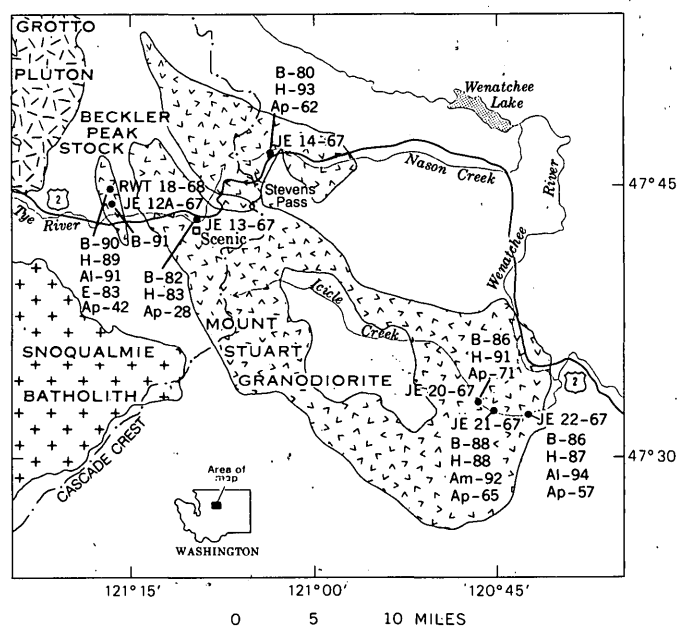 GROTTO
PLUTON
BECKLER
PEAK
STOCK
B-80
H-93
Ap-62
JE 14-67
Wenatchee
Lake
Nason Creek
River
47°45'
Stevens
Pass
RWT 18-68
JE 12A-67
2
Tye River
JE 13-67
Scenic
B-90
H-89
Al-91
E-83
Ap-42
B-91
B-82
H-83
Ap-28
Wenatchee
Icicle
Creek
MOUNT
STUART
GRANODIORITE
SNOQUALMIE
BATHOLITH
CASCADE CREST
B-86
H-91
Ap-71
JE 20-67
2
JE 21-67
JE 22-67
B-88
H-88
Am-92
Ap-65
B-86
H-87
Al-94
Ap-57
47°30'
Area of
map
WASHINGTON
121°15'
121°00'
120°45'
0 5 10 MILES